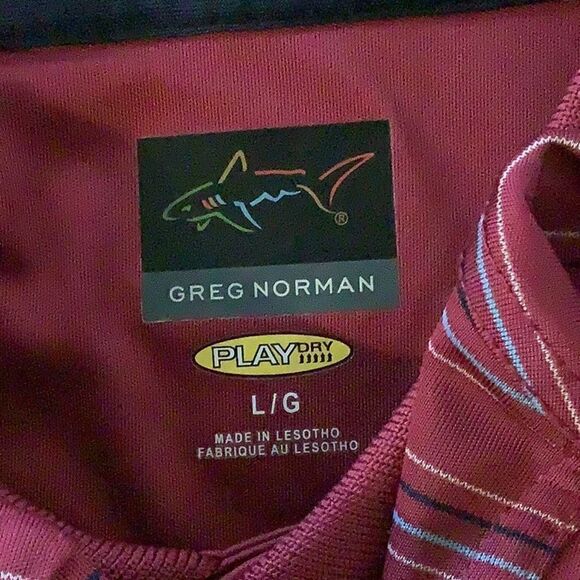 ®
GREG NORMAN
PLAY DRY
L/G
MADE IN LESOTHO
FABRIQUE AU LESOTHO